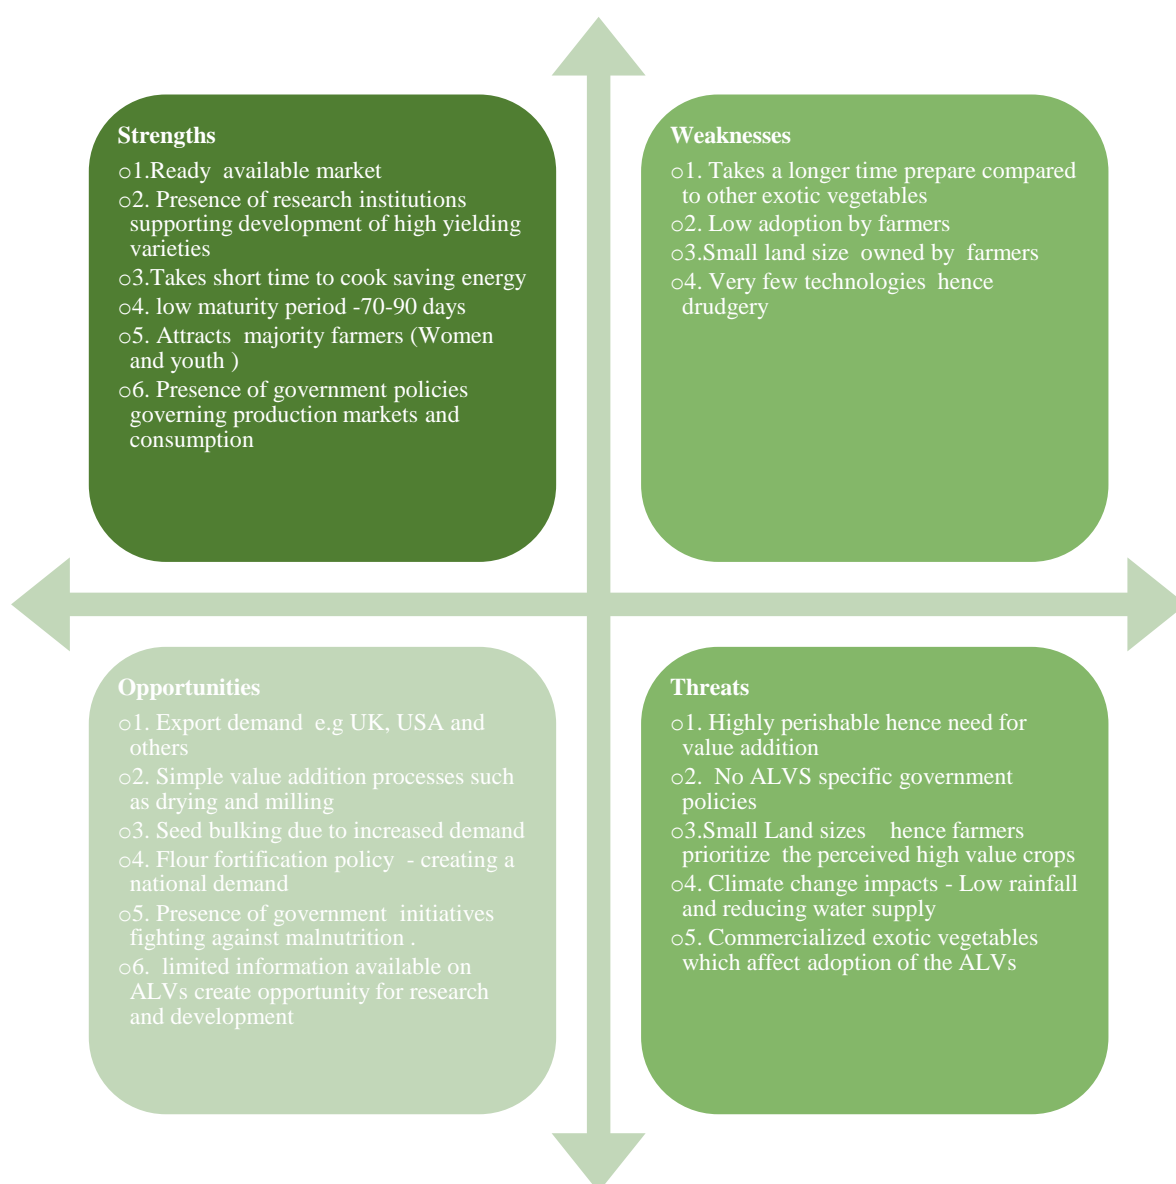 Strengths
o1.Ready  available market
o2. Presence of research institutions
supporting development of high yielding
varieties
o3.Takes short time to cook saving energy
o4. low maturity period -70-90 days
o5. Attracts  majority farmers (Women
and youth )
o6. Presence of government policies
governing production markets and
consumption
Weaknesses
o1. Takes a longer time prepare compared
to other exotic vegetables
o2. Low adoption by farmers
o3.Small land size  owned by  farmers
o4. Very few technologies  hence
drudgery
Opportunities
o1. Export demand  e.g UK, USA and
others
o2. Simple value addition processes such
as drying and milling
o3. Seed bulking due to increased demand
o4. Flour fortification policy  - creating a
national demand
o5. Presence of government  initiatives
fighting against malnutrition .
o6.  limited information available on
ALVs create opportunity for research
and development
Threats
o1. Highly perishable hence need for
value addition
o2.  No ALVS specific government
policies
o3.Small Land sizes    hence farmers
prioritize  the perceived high value crops
o4. Climate change impacts - Low rainfall
and reducing water supply
o5. Commercialized exotic vegetables
which affect adoption of the ALVs